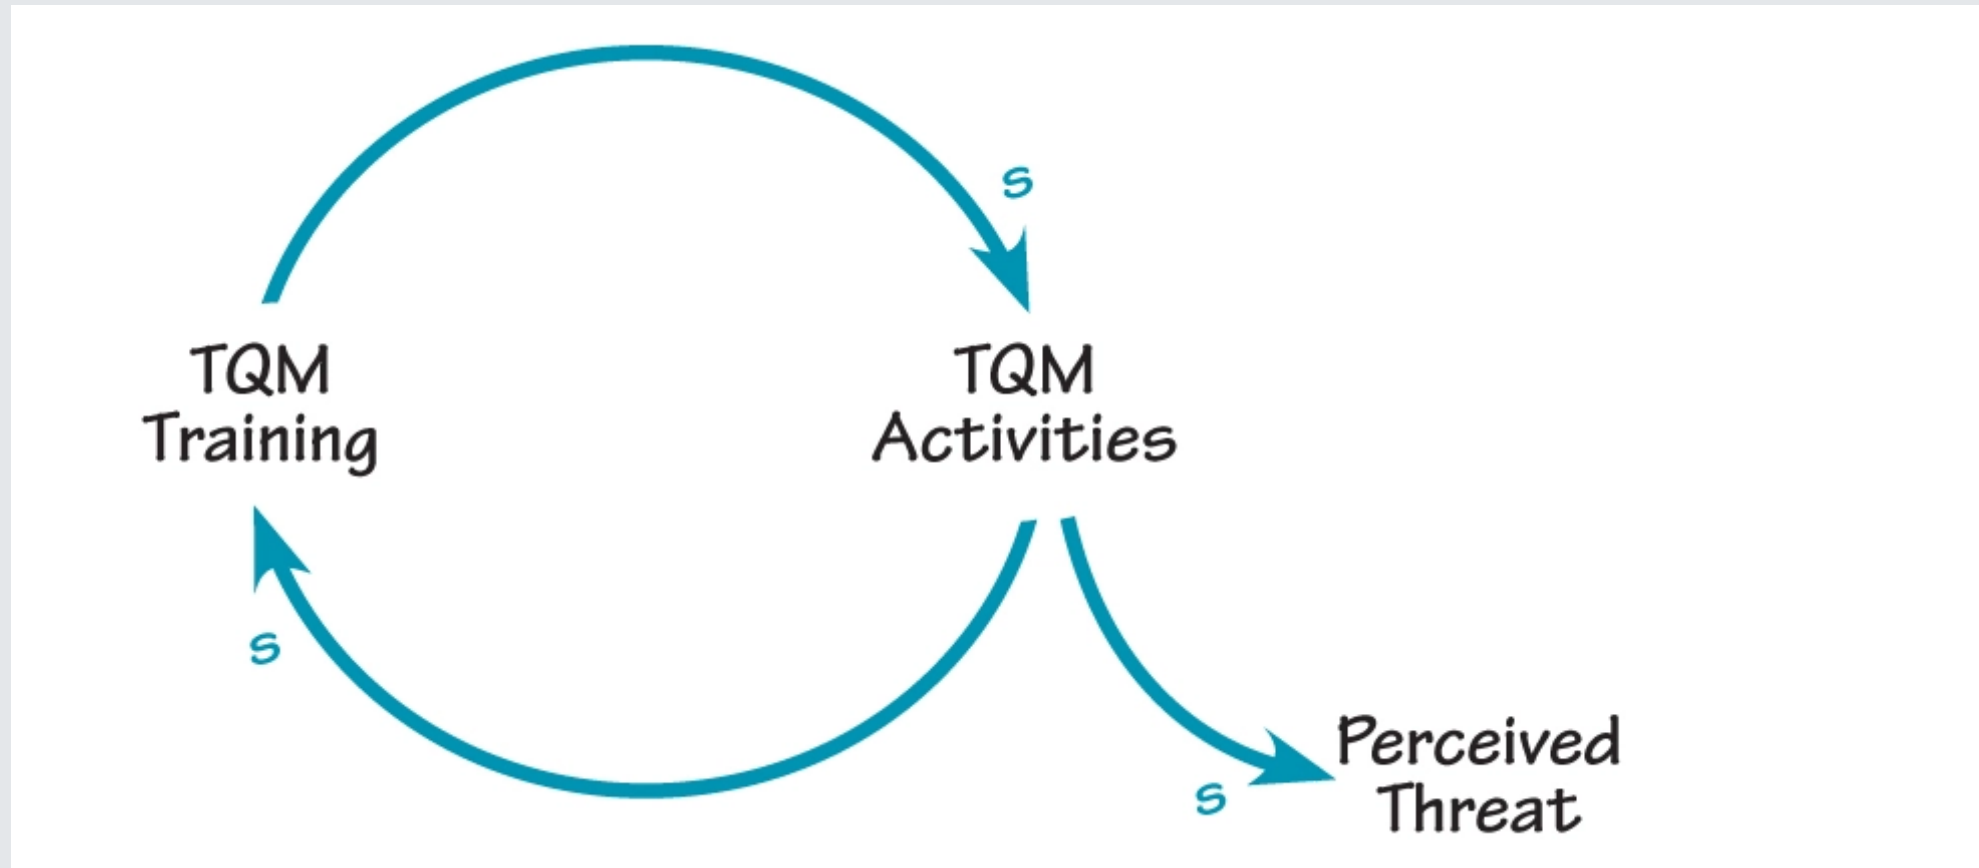 s
TQM
Training
TQM
Activities
s
Perceived
Threat
s